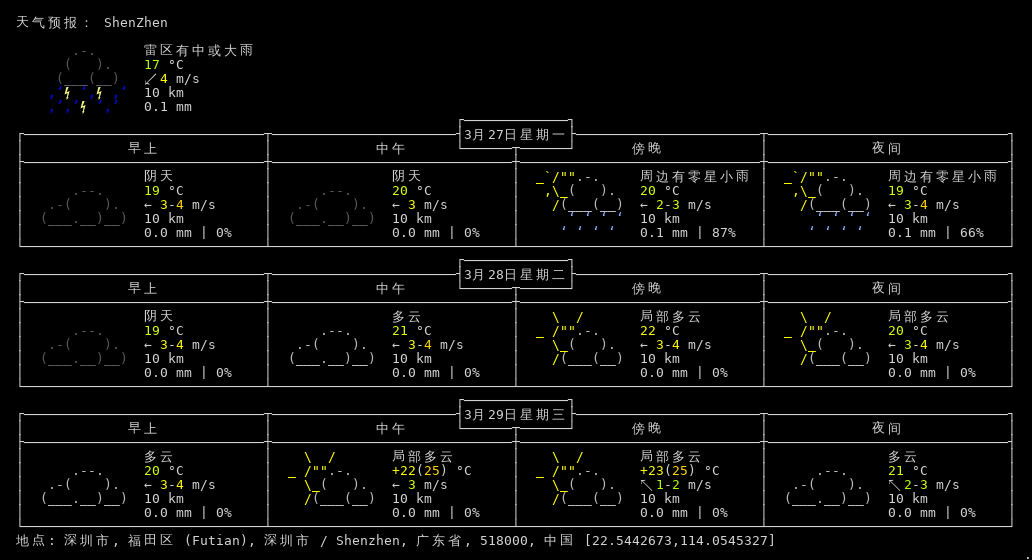 天气预报: ShenZhen
雷区有中或大雨
17 °C
↙ 4 m/s
10 km
0.1 mm
3月27日星期一
早上 中午 傍晚 夜间
阴天 阴天 周边有零星小雨 周边有零星小雨
19 °C 20 °C 20 °C 19 °C
← 3-4 m/s ← 3 m/s ← 2-3 m/s ← 3-4 m/s
10 km 10 km 10 km 10 km
0.0 mm | 0% 0.0 mm | 0% 0.1 mm | 87% 0.1 mm | 66%
3月28日星期二
早上 中午 傍晚 夜间
阴天 多云 局部多云 局部多云
19 °C 21 °C 22 °C 20 °C
← 3-4 m/s ← 3-4 m/s ← 3-4 m/s ← 3-4 m/s
10 km 10 km 10 km 10 km
0.0 mm | 0% 0.0 mm | 0% 0.0 mm | 0% 0.0 mm | 0%
3月29日星期三
早上 中午 傍晚 夜间
多云 局部多云 局部多云 多云
20 °C +22(25) °C +23(25) °C 21 °C
← 3-4 m/s ← 3 m/s ↖ 1-2 m/s ↖ 2-3 m/s
10 km 10 km 10 km 10 km
0.0 mm | 0% 0.0 mm | 0% 0.0 mm | 0% 0.0 mm | 0%
地点: 深圳市, 福田区 (Futian), 深圳市 / Shenzhen, 广东省, 518000, 中国 [22.5442673,114.0545327]